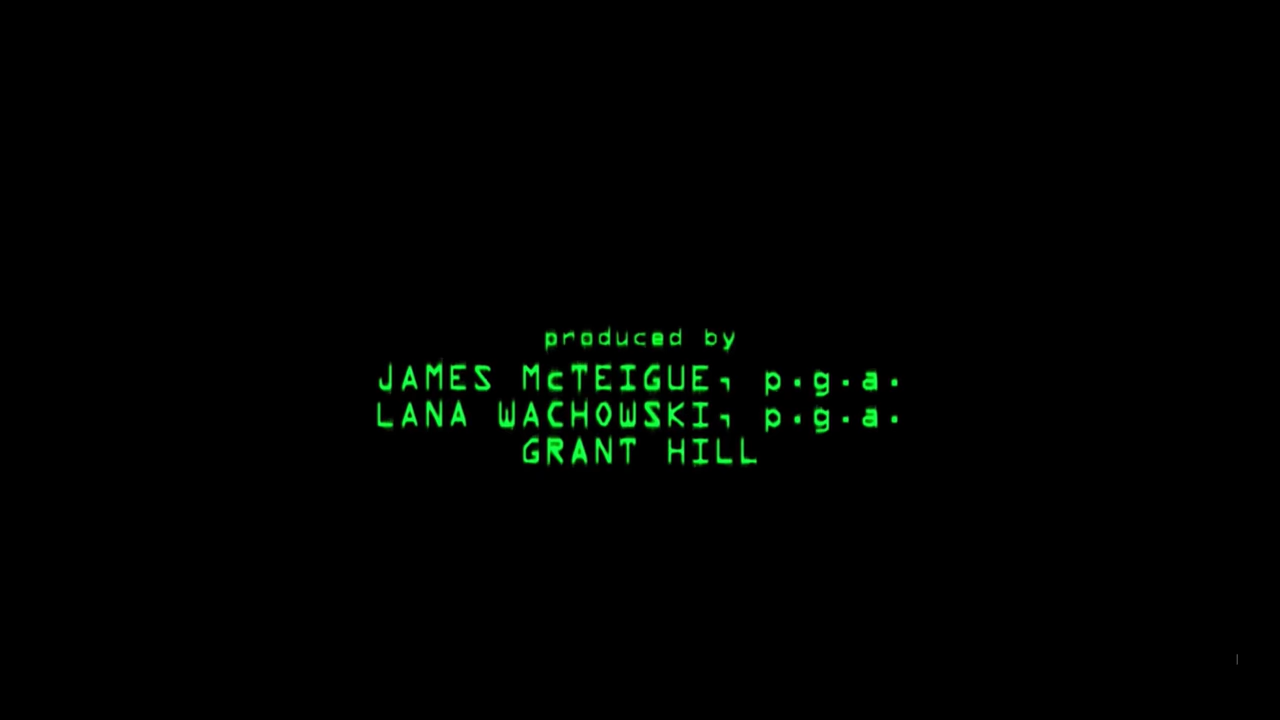 produced by
JAMES McTEIGUE, p.g.a.
LANA WACHOWSKI, p.g.a.
GRANT HILL